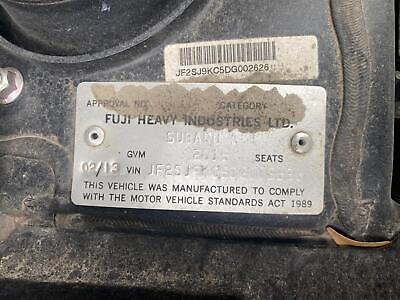 JF2SJ9KC5DG002626
APPROVAL NO. CATEGORY
FUJI HEAVY INDUSTRIES LTD.
SUBARU
GVM 2015 SEATS
02/13 VIN
THIS VEHICLE WAS MANUFACTURED TO COMPLY
WITH THE MOTOR VEHICLE STANDARDS ACT 1989